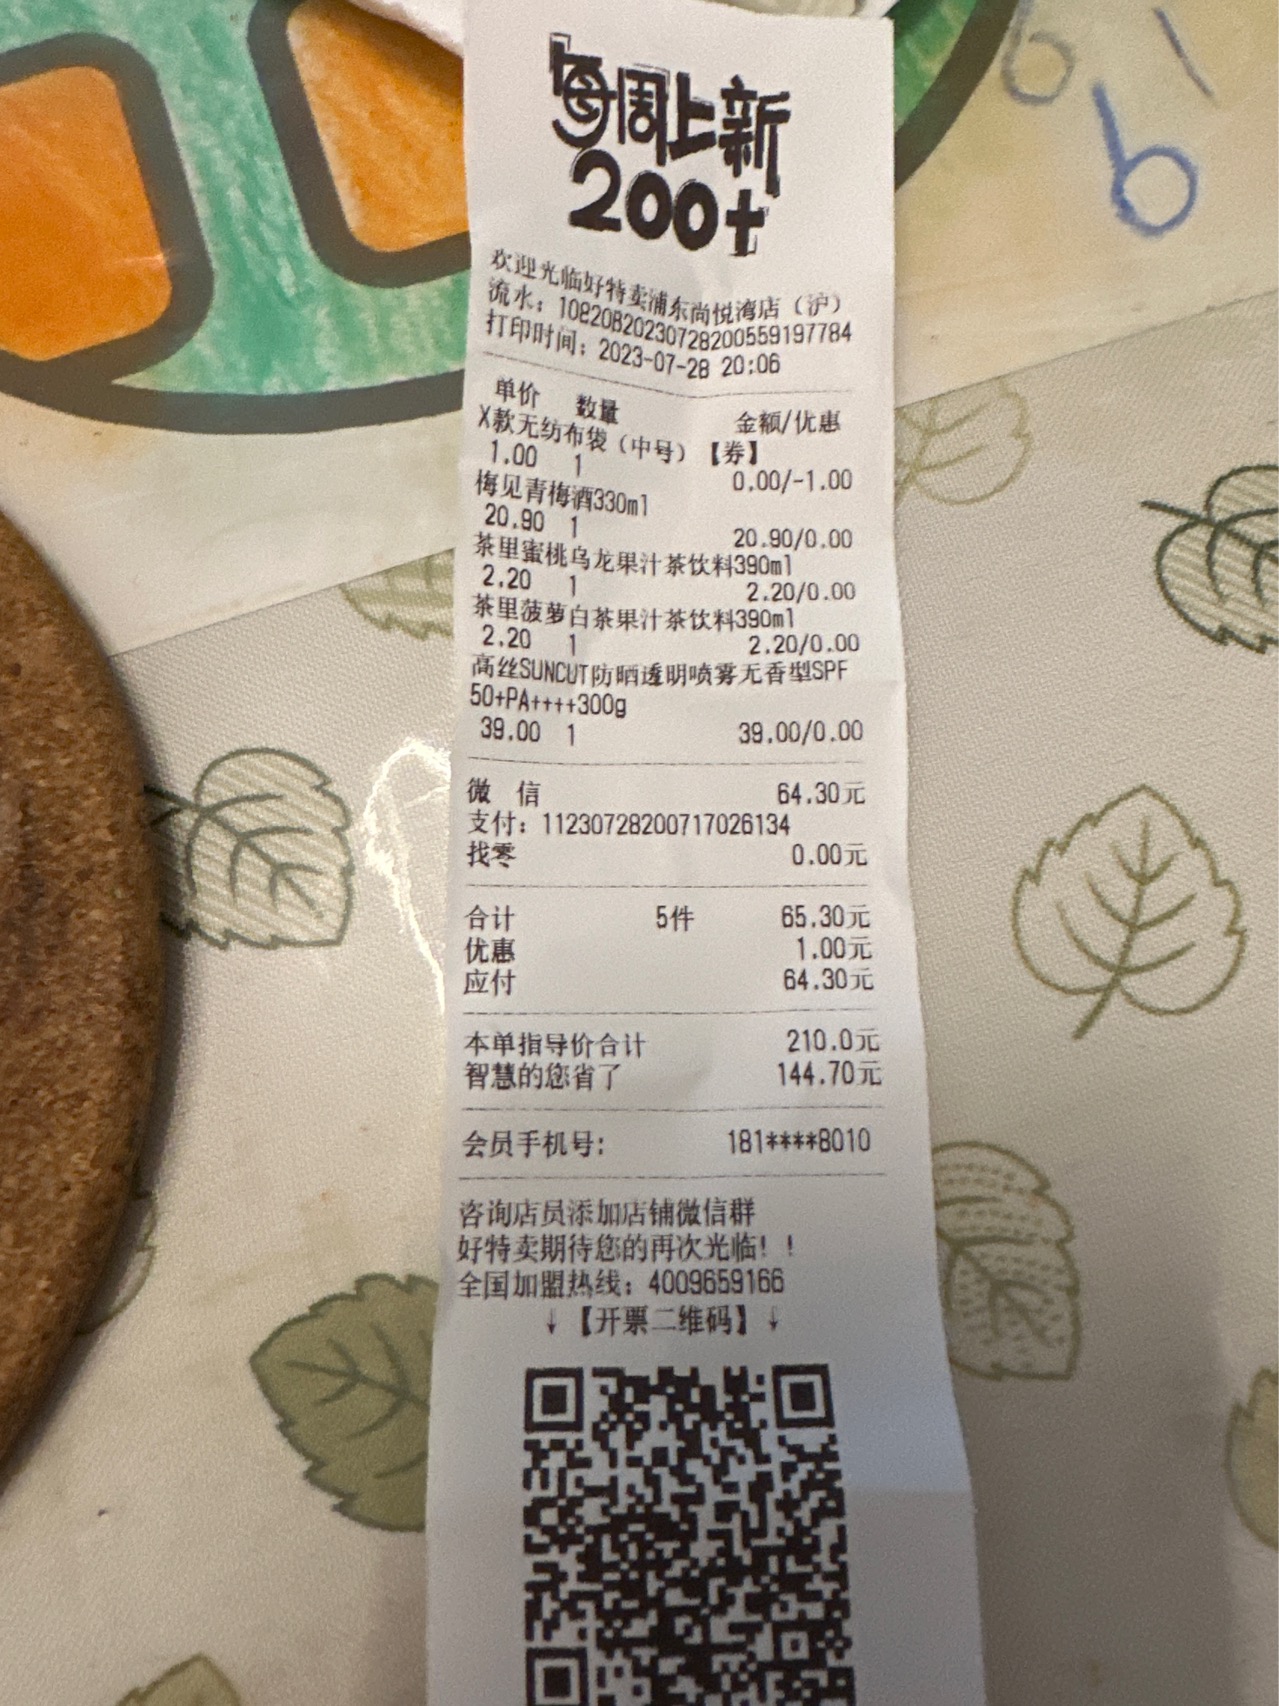 每周上新
200+
欢迎光临好特卖浦东尚悦湾店（沪）
流水：10820820230728200559197784
打印时间：2023-07-28 20:06
单价 数量 金额/优惠
X款无纺布袋（中号）【券】
1.00 1 0.00/-1.00
梅见青梅酒330ml
20.90 1 20.90/0.00
茶里蜜桃乌龙果汁茶饮料390ml
2.20 1 2.20/0.00
茶里菠萝白茶果汁茶饮料390ml
2.20 1 2.20/0.00
高丝SUNCUT防晒透明喷雾无香型SPF
50+PA++++300g
39.00 1 39.00/0.00
微 信 64.30元
支付：11230728200717026134
找零 0.00元
合计 5件 65.30元
优惠 1.00元
应付 64.30元
本单指导价合计 210.0元
智慧的您省了 144.70元
会员手机号: 181****8010
咨询店员添加店铺微信群
好特卖期待您的再次光临！！
全国加盟热线：4009659166
↓【开票二维码】↓